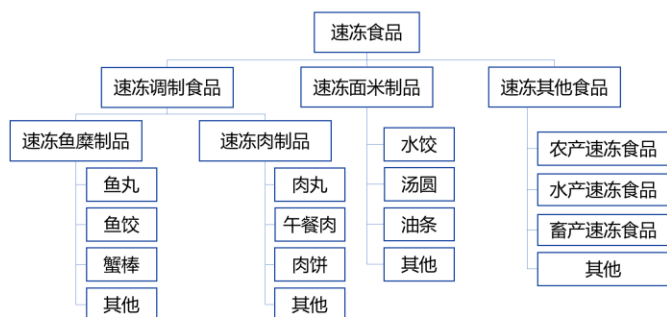 速冻食品
速冻调制食品
速冻面米制品
速冻其他食品
速冻鱼糜制品
速冻肉制品
鱼丸
鱼饺
蟹棒
其他
肉丸
午餐肉
肉饼
其他
水饺
汤圆
油条
其他
农产速冻食品
水产速冻食品
畜产速冻食品
其他